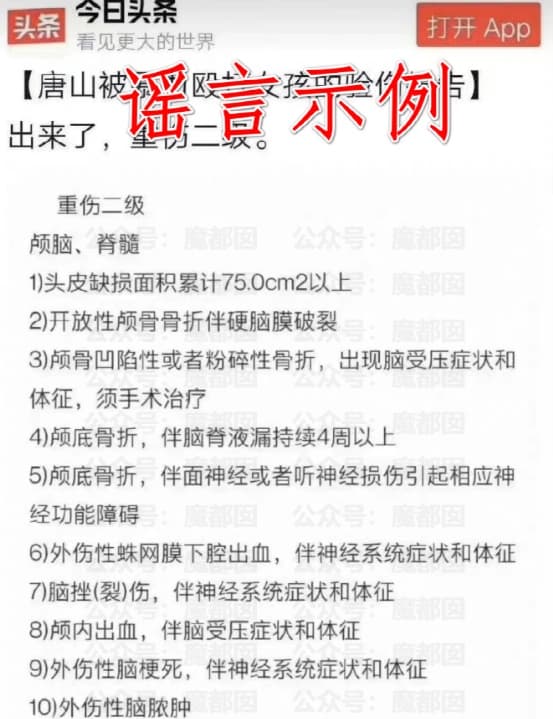 头条
今日头条
看见更大的世界
打开 App
谣言示例
【唐山被
女孩的验伤
告】
出来了，重伤二级。
重伤二级
颅脑、脊髓
1)头皮缺损面积累计75.0cm2以上
2)开放性颅骨骨折伴硬脑膜破裂
3)颅骨凹陷性或者粉碎性骨折，出现脑受压症状和
体征，须手术治疗
4)颅底骨折，伴脑脊液漏持续4周以上
5)颅底骨折，伴面神经或者听神经损伤引起相应神
经功能障碍
6)外伤性蛛网膜下腔出血，伴神经系统症状和体征
7)脑挫(裂)伤，伴神经系统症状和体征
8)颅内出血，伴脑受压症状和体征
9)外伤性脑梗死，伴神经系统症状和体征
10)外伤性脑脓肿
公众号：魔都囡